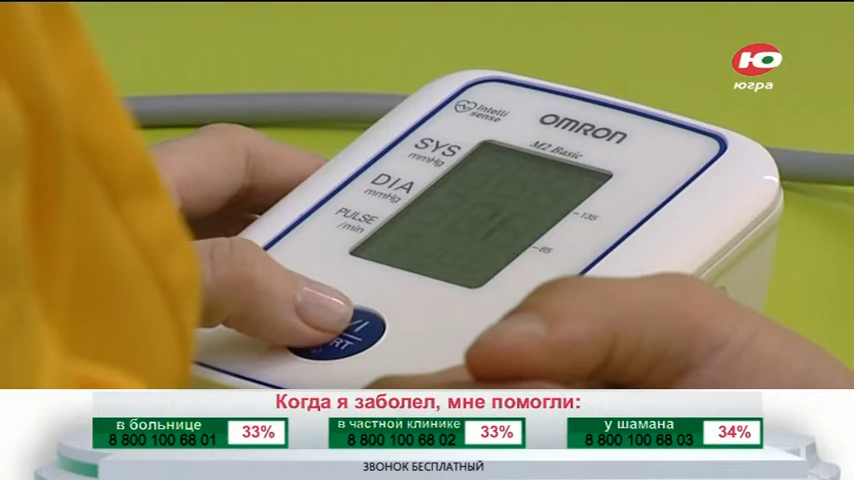 Ю
югра
intelli
sense
OMRON
M2 Basic
SYS
mmHg
DIA
mmHg
PULSE
/min
135
85
Когда я заболел, мне помогли:
в больнице
8 800 100 68 01
33%
в частной клинике
8 800 100 68 02
33%
у шамана
8 800 100 68 03
34%
ЗВОНОК БЕСПЛАТНЫЙ